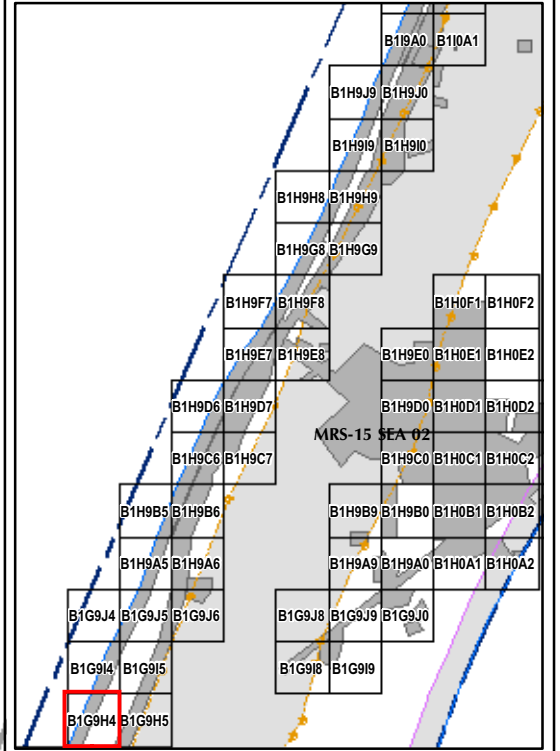 B1I9A0 B1I0A1
B1H9J9 B1H9J0
B1H9I9 B1H9I0
B1H9H8 B1H9H9
B1H9G8 B1H9G9
B1H9F7 B1H9F8 B1H0F1 B1H0F2
B1H9E7 B1H9E8 B1H9E0 B1H0E1 B1H0E2
B1H9D6 B1H9D7 B1H9D0 B1H0D1 B1H0D2
MRS-15 SEA 02
B1H9C6 B1H9C7 B1H9C0 B1H0C1 B1H0C2
B1H9B5 B1H9B6 B1H9B9 B1H9B0 B1H0B1 B1H0B2
B1H9A5 B1H9A6 B1H9A9 B1H9A0 B1H0A1 B1H0A2
B1G9J4 B1G9J5 B1G9J6 B1G9J8 B1G9J9 B1G9J0
B1G9I4 B1G9I5 B1G9I8 B1G9I9
B1G9H4 B1G9H5